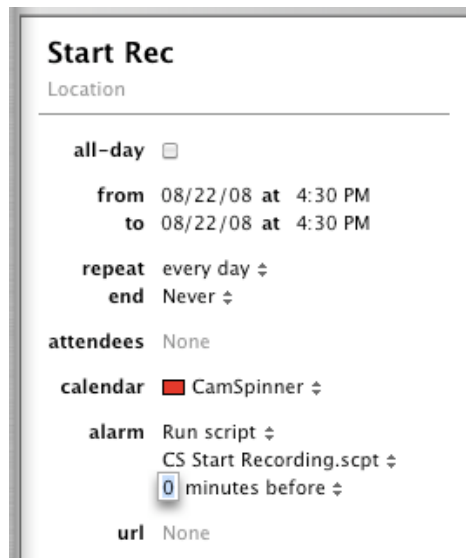 Start Rec
Location
all-day
from 08/22/08 at 4:30 PM
to 08/22/08 at 4:30 PM
repeat every day
end Never
attendees None
calendar CamSpinner
alarm Run script
CS Start Recording.scpt
0 minutes before
url None